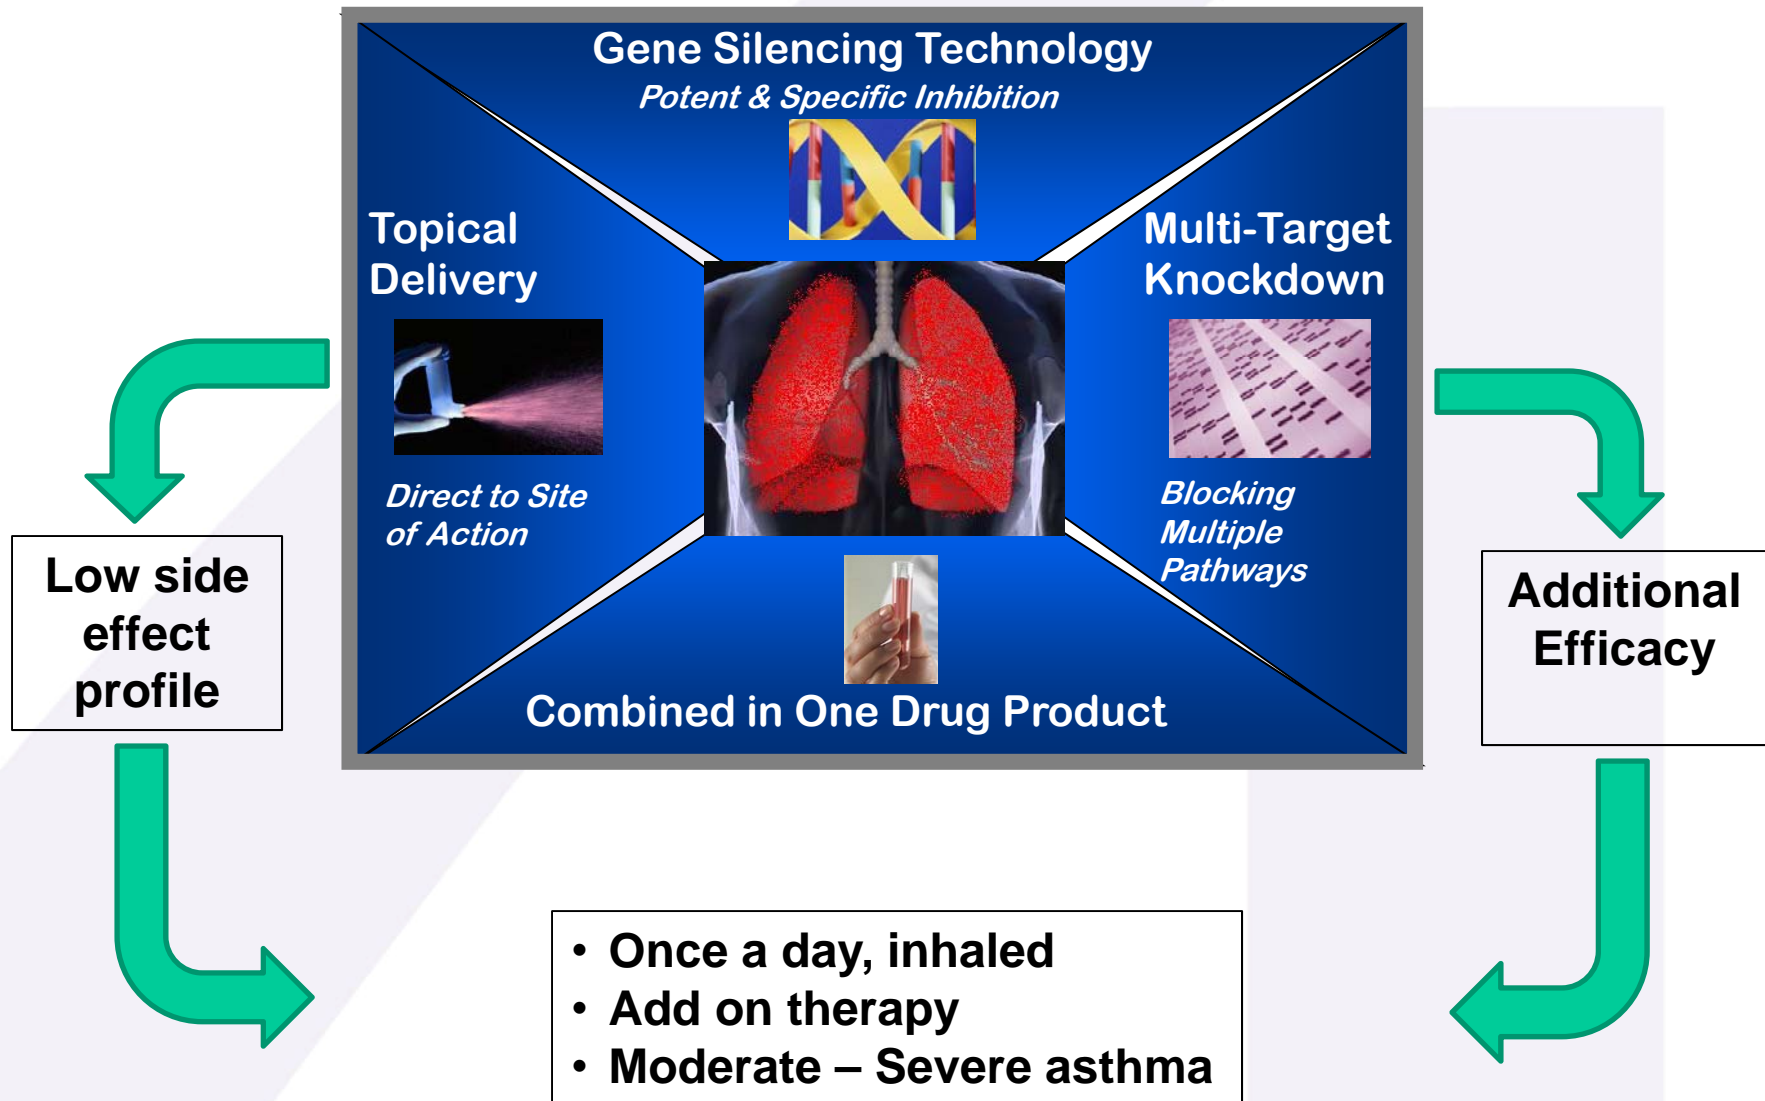 Gene Silencing Technology
Potent & Specific Inhibition
Topical
Delivery
Direct to Site
of Action
Multi-Target
Knockdown
Blocking
Multiple
Pathways
Combined in One Drug Product
Low side
effect
profile
Additional
Efficacy
• Once a day, inhaled
• Add on therapy
• Moderate – Severe asthma